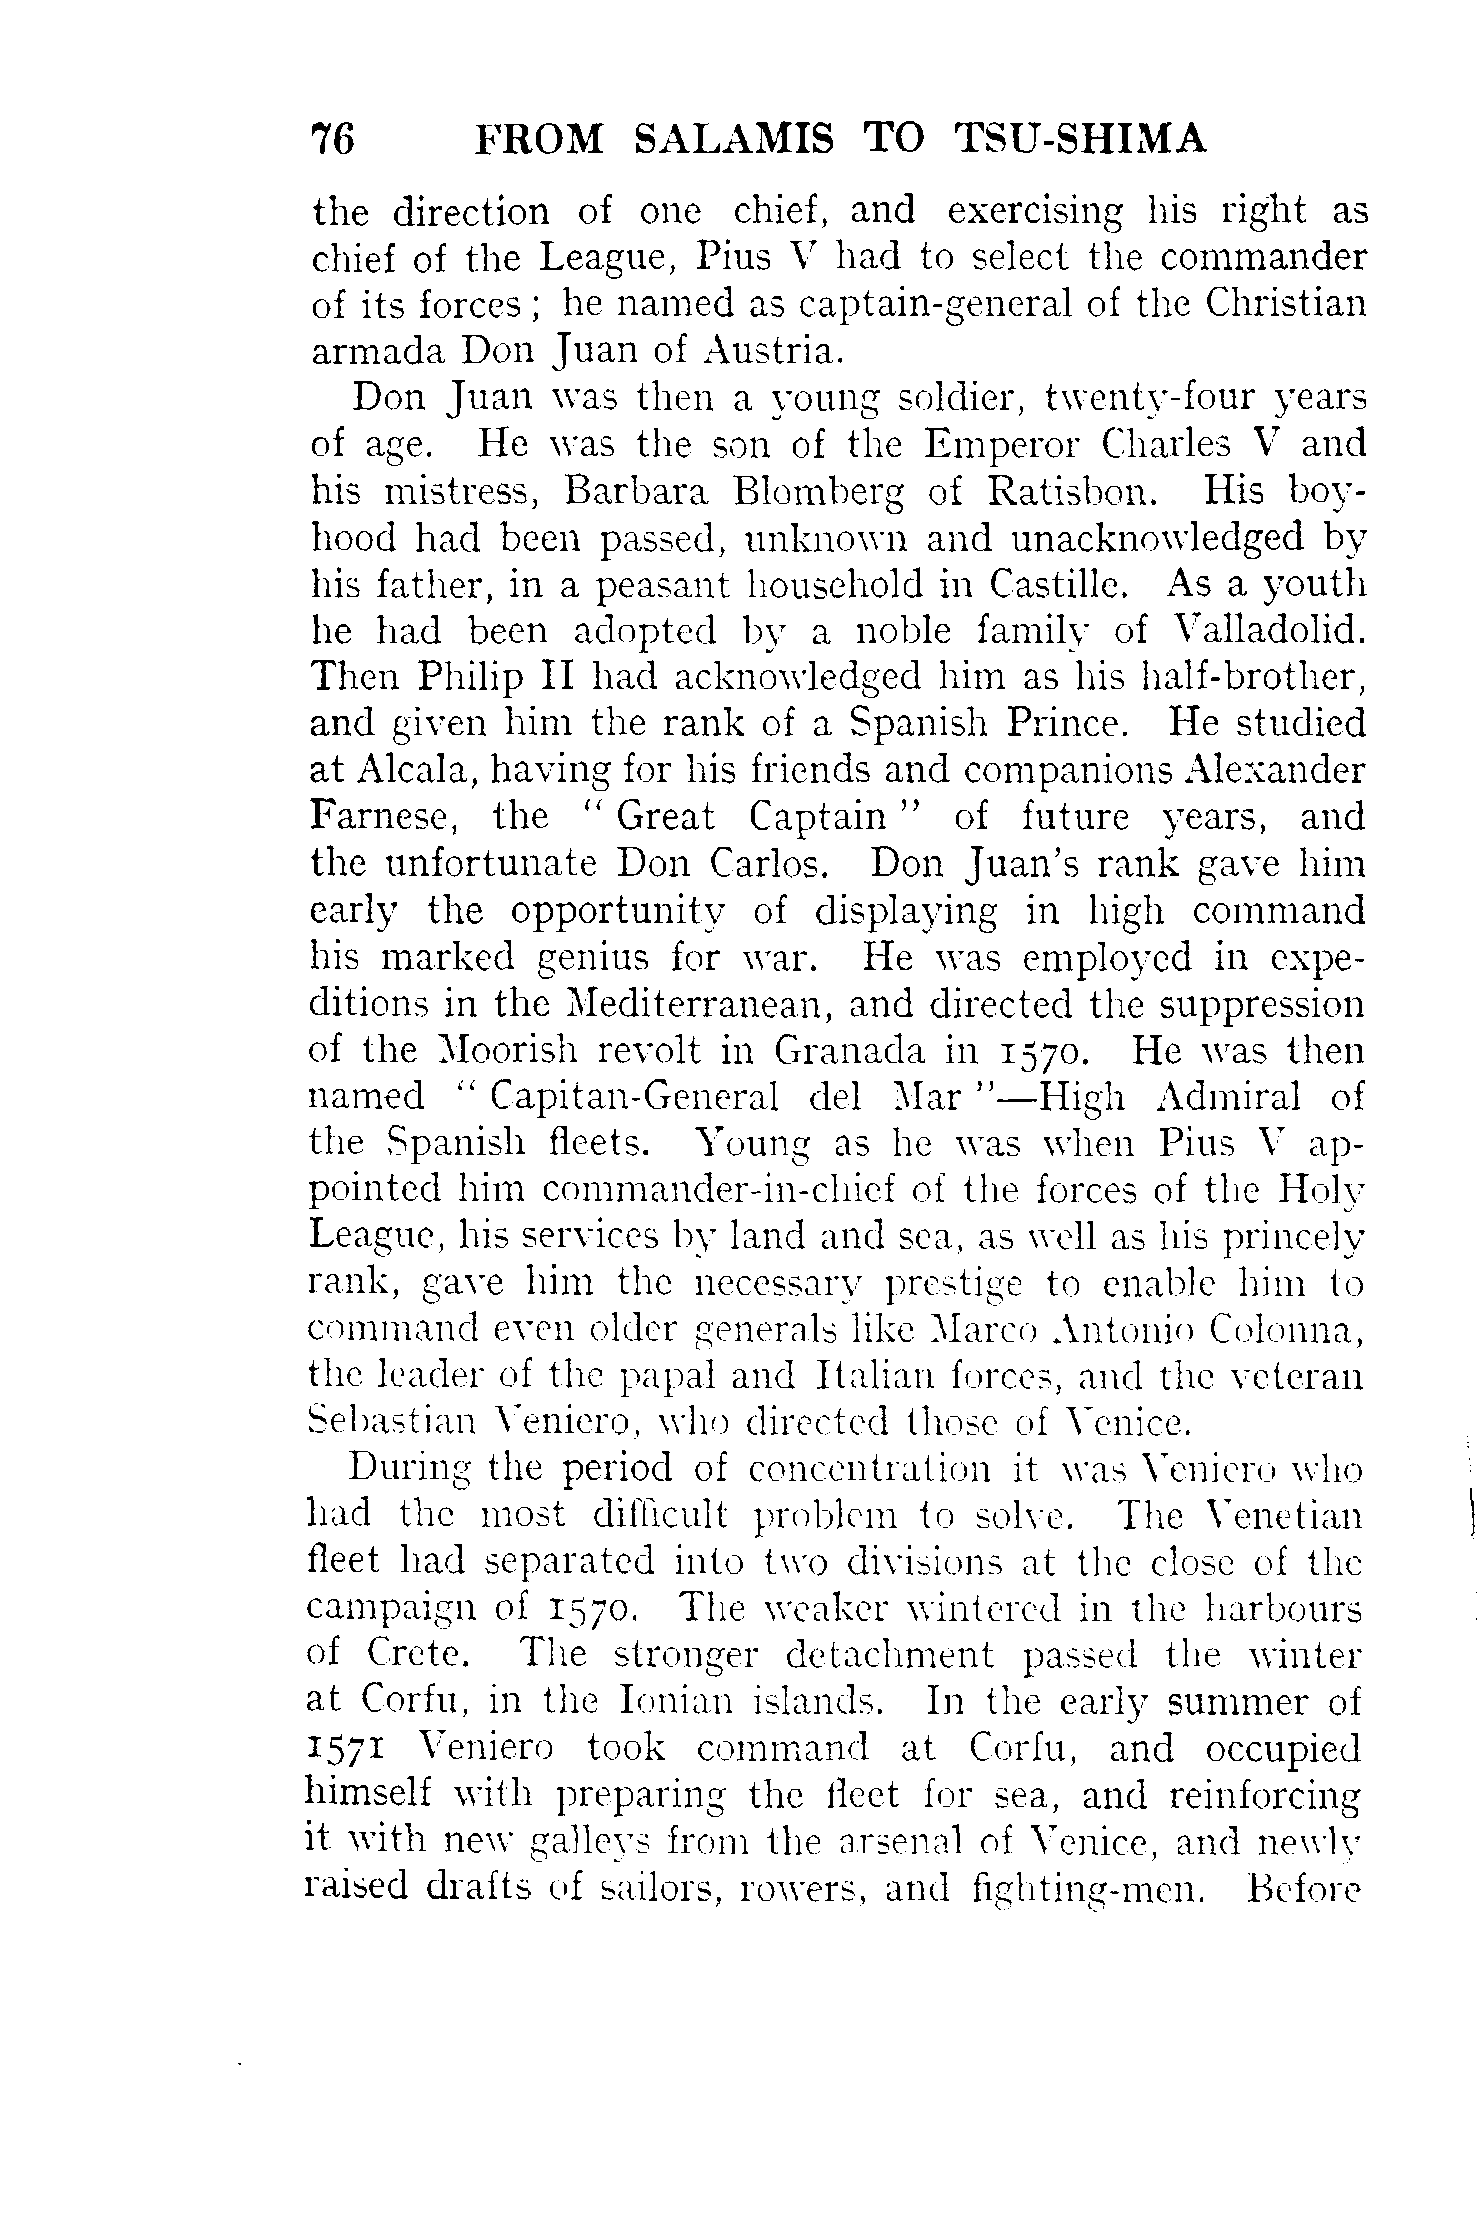 76 FROM SALAMIS TO TSU-SHIMA
the direction of one chief, and exercising his right as
chief of the League, Pius V had to select the commander
of its forces ; he named as captain-general of the Christian
armada Don Juan of Austria.
Don Juan was then a young soldier, twenty-four years
of age. He was the son of the Emperor Charles V and
his mistress, Barbara Blomberg of Ratisbon. His boy-
hood had been passed, unknown and unacknowledged by
his father, in a peasant household in Castille. As a youth
he had been adopted by a noble family of Valladolid.
Then Philip II had acknowledged him as his half-brother,
and given him the rank of a Spanish Prince. He studied
at Alcala, having for his friends and companions Alexander
Farnese, the " Great Captain " of future years, and
the unfortunate Don Carlos. Don Juan's rank gave him
early the opportunity of displaying in high command
his marked genius for war. He was employed in expe-
ditions in the Mediterranean, and directed the suppression
of the Moorish revolt in Granada in 1570. He was then
named " Capitan-General del Mar "—High Admiral of
the Spanish fleets. Young as he was when Pius V ap-
pointed him commander-in-chief of the forces of the Holy
League, his services by land and sea, as well as his princely
rank, gave him the necessary prestige to enable him to
command even older generals like Marco Antonio Colonna,
the leader of the papal and Italian forces, and the veteran
Sebastian Veniero, who directed those of Venice.
During the period of concentration it was Veniero who
had the most difficult problem to solve. The Venetian
fleet had separated into two divisions at the close of the
campaign of 1570. The weaker wintered in the harbours
of Crete. The stronger detachment passed the winter
at Corfu, in the Ionian islands. In the early summer of
1571 Veniero took command at Corfu, and occupied
himself with preparing the fleet for sea, and reinforcing
it with new galleys from the arsenal of Venice, and newly
raised drafts of sailors, rowers, and fighting-men. Before